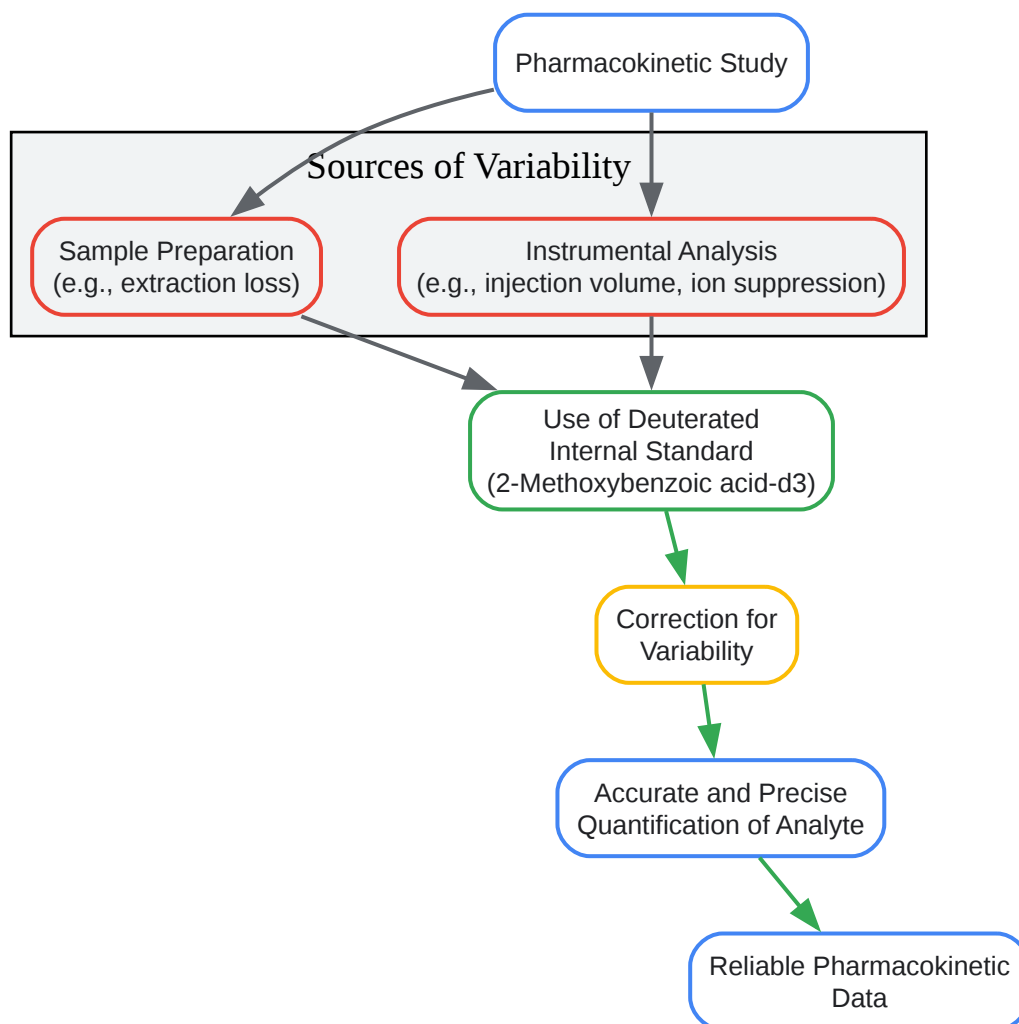 Pharmacokinetic Study
Sources of Variability
Sample Preparation
(e.g., extraction loss)
Instrumental Analysis
(e.g., injection volume, ion suppression)
Use of Deuterated
Internal Standard
(2-Methoxybenzoic acid-d3)
Correction for
Variability
Accurate and Precise
Quantification of Analyte
Reliable Pharmacokinetic
Data